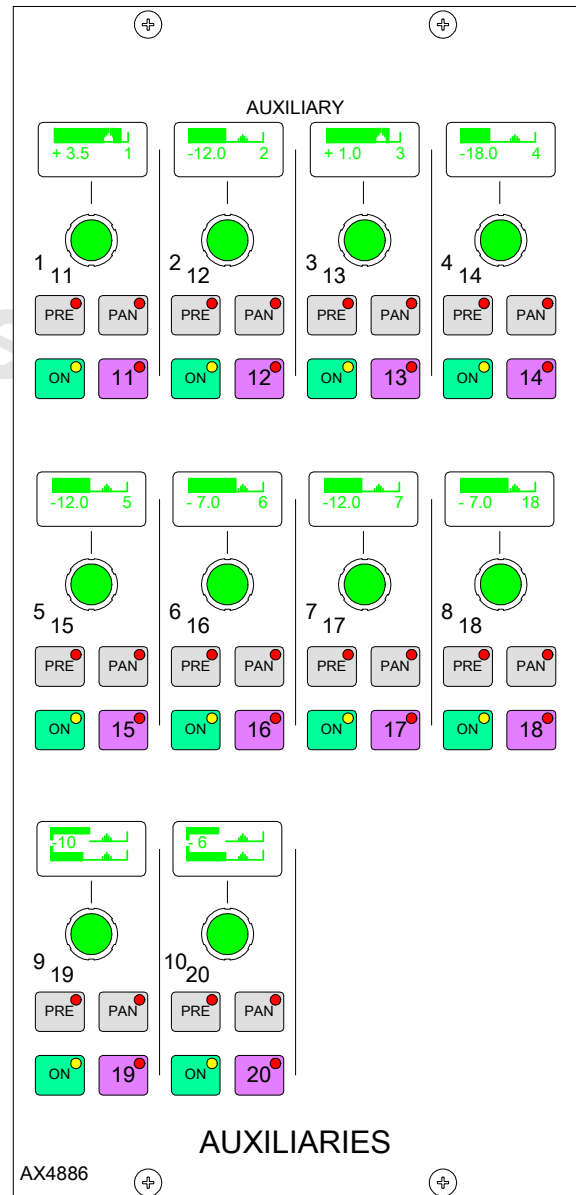 AUXILIARY
+ 3.5 1 -12.0 2 + 1.0 3 -18.0 4
1 11 2 12 3 13 4 14
PRE PAN PRE PAN PRE PAN PRE PAN
ON 11 ON 12 ON 13 ON 14
-12.0 5 - 7.0 6 -12.0 7 - 7.0 18
5 15 6 16 7 17 8 18
PRE PAN PRE PAN PRE PAN PRE PAN
ON 15 ON 16 ON 17 ON 18
-10 - 6
9 19 10 20
PRE PAN PRE PAN
ON 19 ON 20
AUXILIARIES
AX4886